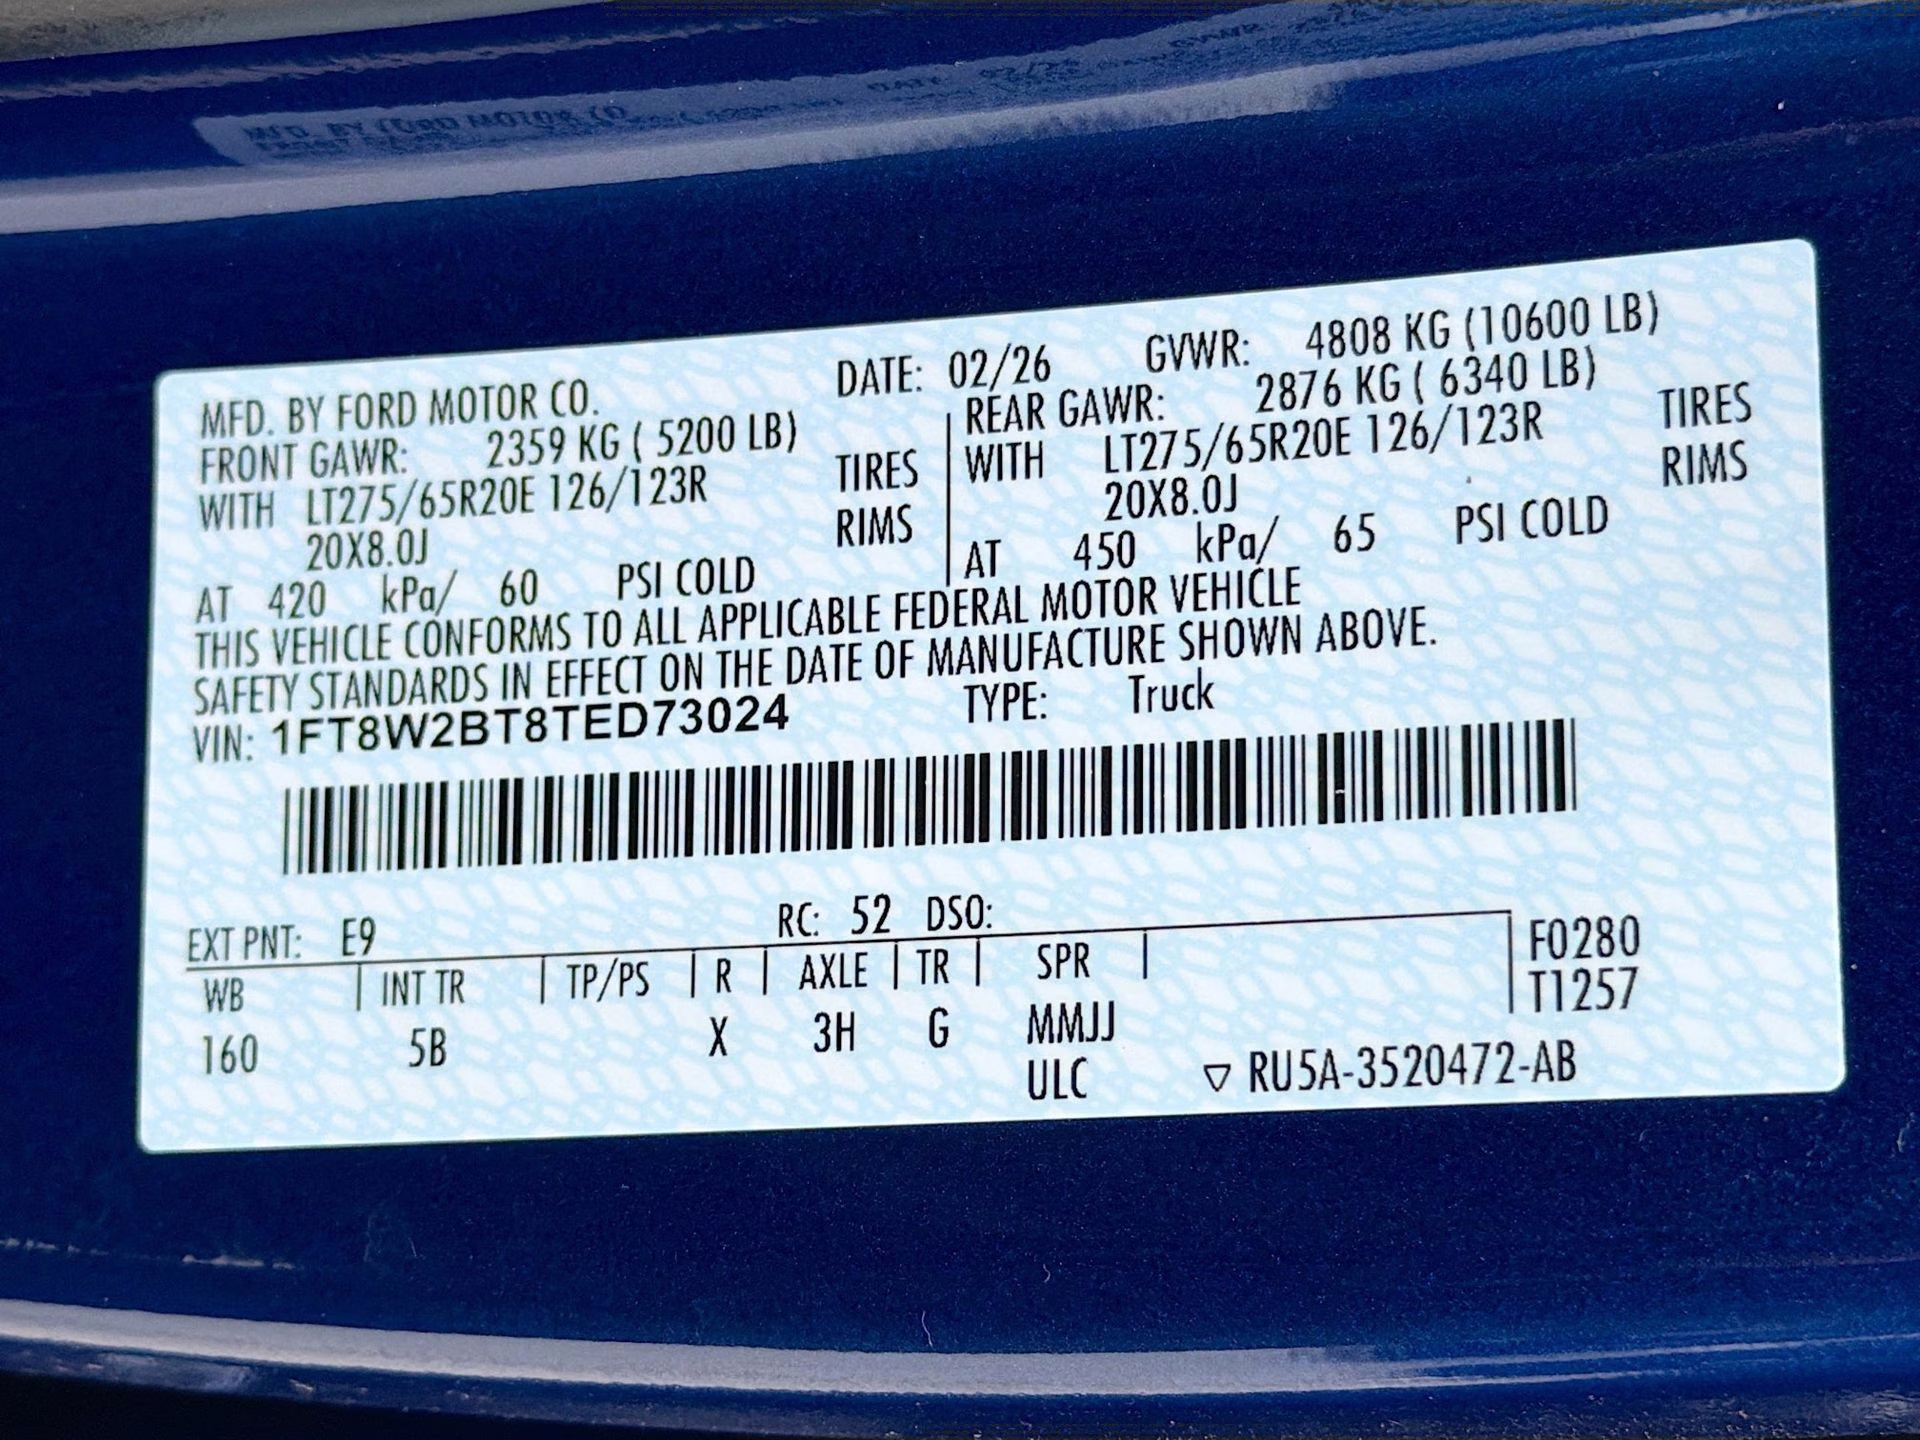 MFD. BY FORD MOTOR CO. DATE: 02/26 GVWR: 4808 KG (10600 LB)
FRONT GAWR: 2359 KG ( 5200 LB) REAR GAWR: 2876 KG ( 6340 LB)
WITH LT275/65R20E 126/123R TIRES WITH LT275/65R20E 126/123R TIRES
20X8.0J RIMS 20X8.0J RIMS
AT 420 kPa/ 60 PSI COLD AT 450 kPa/ 65 PSI COLD
THIS VEHICLE CONFORMS TO ALL APPLICABLE FEDERAL MOTOR VEHICLE
SAFETY STANDARDS IN EFFECT ON THE DATE OF MANUFACTURE SHOWN ABOVE.
VIN: 1FT8W2BT8TED73024 TYPE: Truck
EXT PNT: E9 RC: 52 DSO:
WB INT TR TP/PS R AXLE TR SPR F0280
160 5B X 3H G MMJJ T1257
ULC ▽ RU5A-3520472-AB